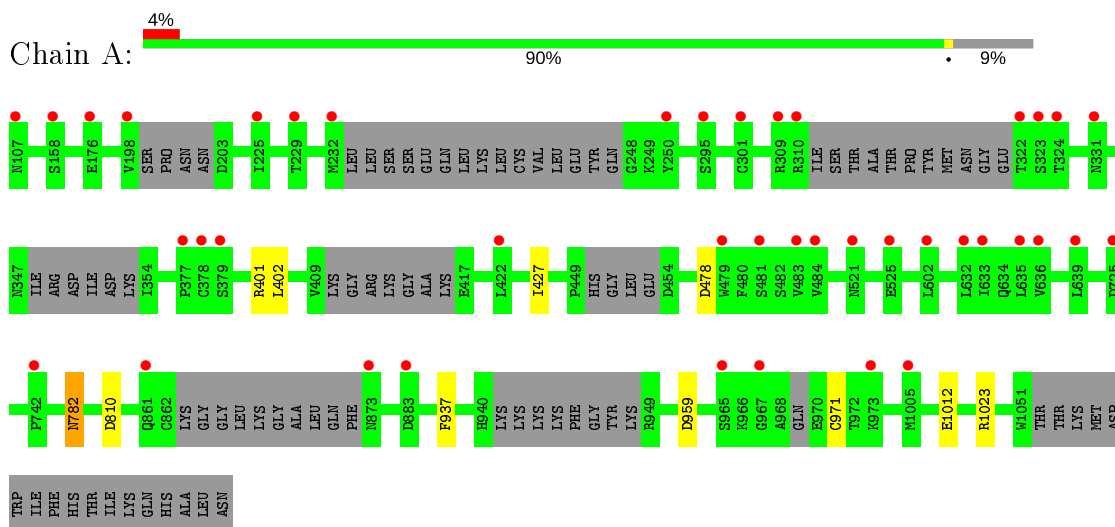 4%
Chain A:
90%
•
9%
N107 S158 E176 V198 SER PRO ASN ASN D203 I225 T229 M232 LEU LEU SER SER GLU GLN LEU LYS LEU CYS VAL LEU GLU TYR GLN G248 K249 Y250 S295 C301 R309 R310 ILE SER THR ALA THR PRO TYR MET ASN GLY GLU T322 S323 T324 N331
N347 ILE ARG ASP ILE ASP LYS I354 P377 C378 S379 R401 L402 V409 LYS GLY ARG LYS GLY ALA LYS E417 L422 I427 P449 HIS GLY LEU GLU D454 D478 W479 F480 S481 S482 V483 V484 N521 E525 L602 L632 I633 Q634 L635 V636 L639
P742 N782 D810 Q861 C862 LYS GLY GLY LEU LYS GLY ALA LEU GLN PHE N873 D883 F937 H940 LYS LYS LYS LYS PHE GLY TYR LYS R949 D959 S965 K966 G967 A968 GLN E970 C971 T972 K973 M1005 E1012 R1023 W1051 THR THR LYS MET ASP
TRP ILE PHE HIS THR ILE LYS GLN HIS ALA LEU ASN